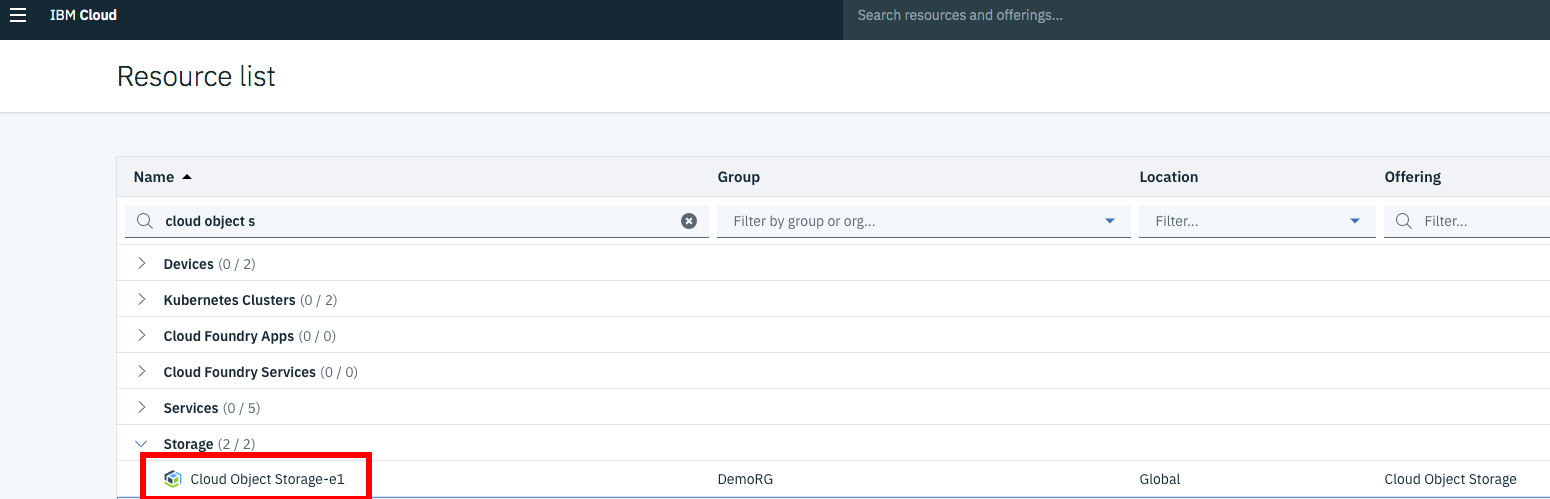 IBM Cloud Search resources and offerings...
Resource list
Name Group Location Offering
cloud object s Filter by group or org... Filter... Filter...
Devices (0 / 2)
Kubernetes Clusters (0 / 2)
Cloud Foundry Apps (0 / 0)
Cloud Foundry Services (0 / 0)
Services (0 / 5)
Storage (2 / 2)
Cloud Object Storage-e1 DemoRG Global Cloud Object Storage